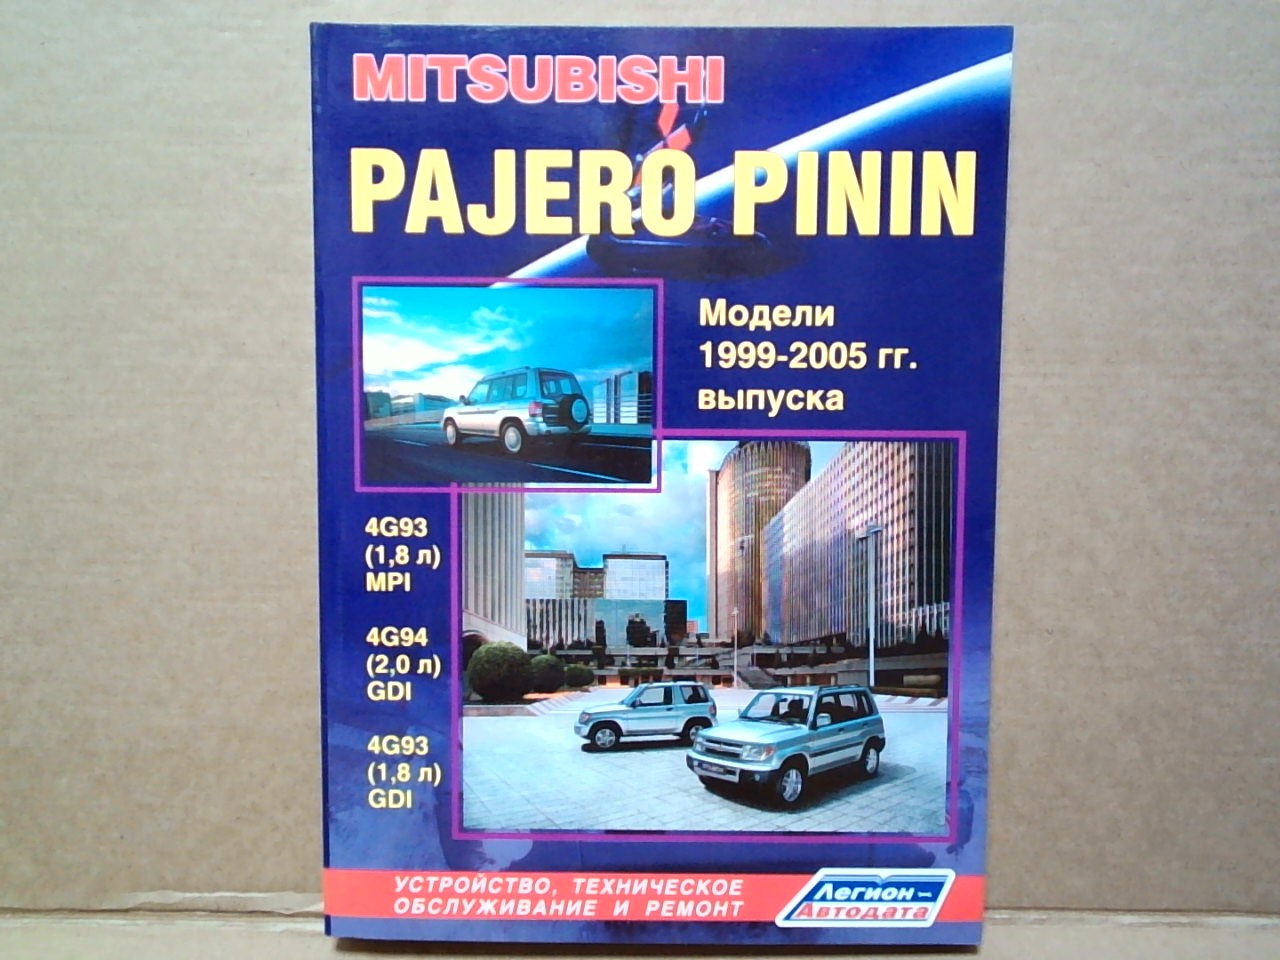 MITSUBISHI
PAJERO PININ
Модели
1999-2005 гг.
выпуска
4G93
(1,8 л)
MPI
4G94
(2,0 л)
GDI
4G93
(1,8 л)
GDI
УСТРОЙСТВО, ТЕХНИЧЕСКОЕ
ОБСЛУЖИВАНИЕ И РЕМОНТ
Легион-
Автодата